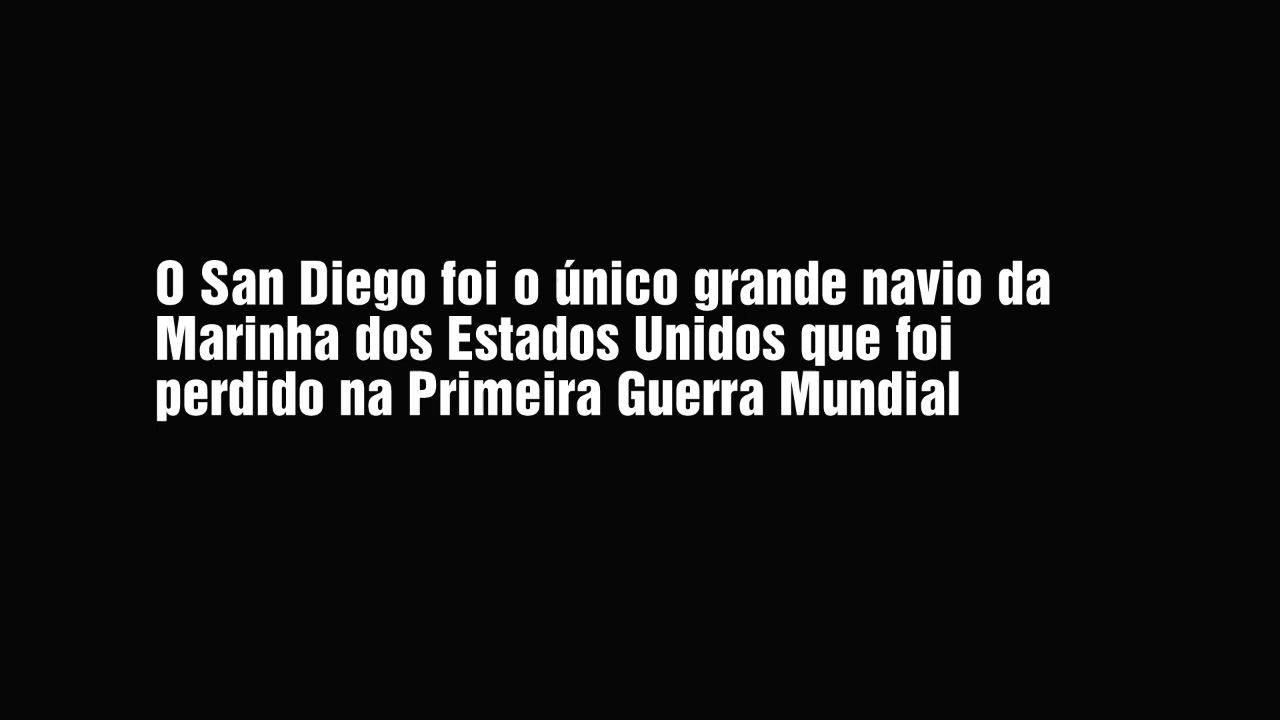 O San Diego foi o único grande navio da
Marinha dos Estados Unidos que foi
perdido na Primeira Guerra Mundial